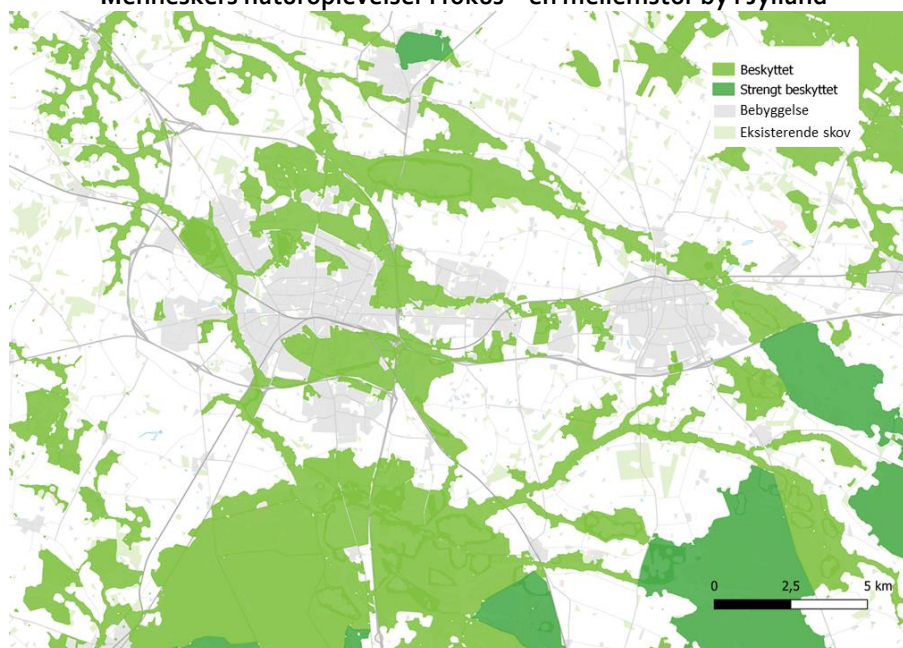 Menneskers naturoplevelser i fokus – en mellemstor by i Jylland
Beskyttet
Strengt beskyttet
Bebyggelse
Eksisterende skov
0 2,5 5 km